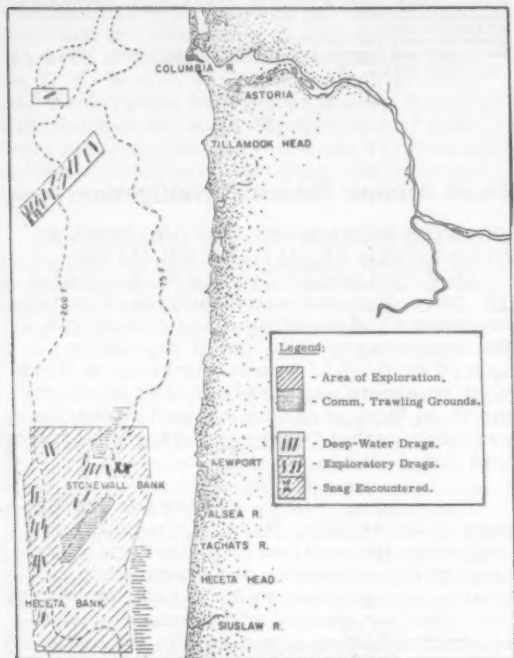 COLUMBIA R.
ASTORIA
TILLAMOOK HEAD
200
75 F.
Legend:
- Area of Exploration.
- Comm. Trawling Grounds.
- Deep-Water Drags.
- Exploratory Drags.
- Snag Encountered.
NEWPORT
STONEWALL BANK
ALSEA R.
YACHATS R.
HECETA HEAD
HECETA BANK
SIUSLAW R.